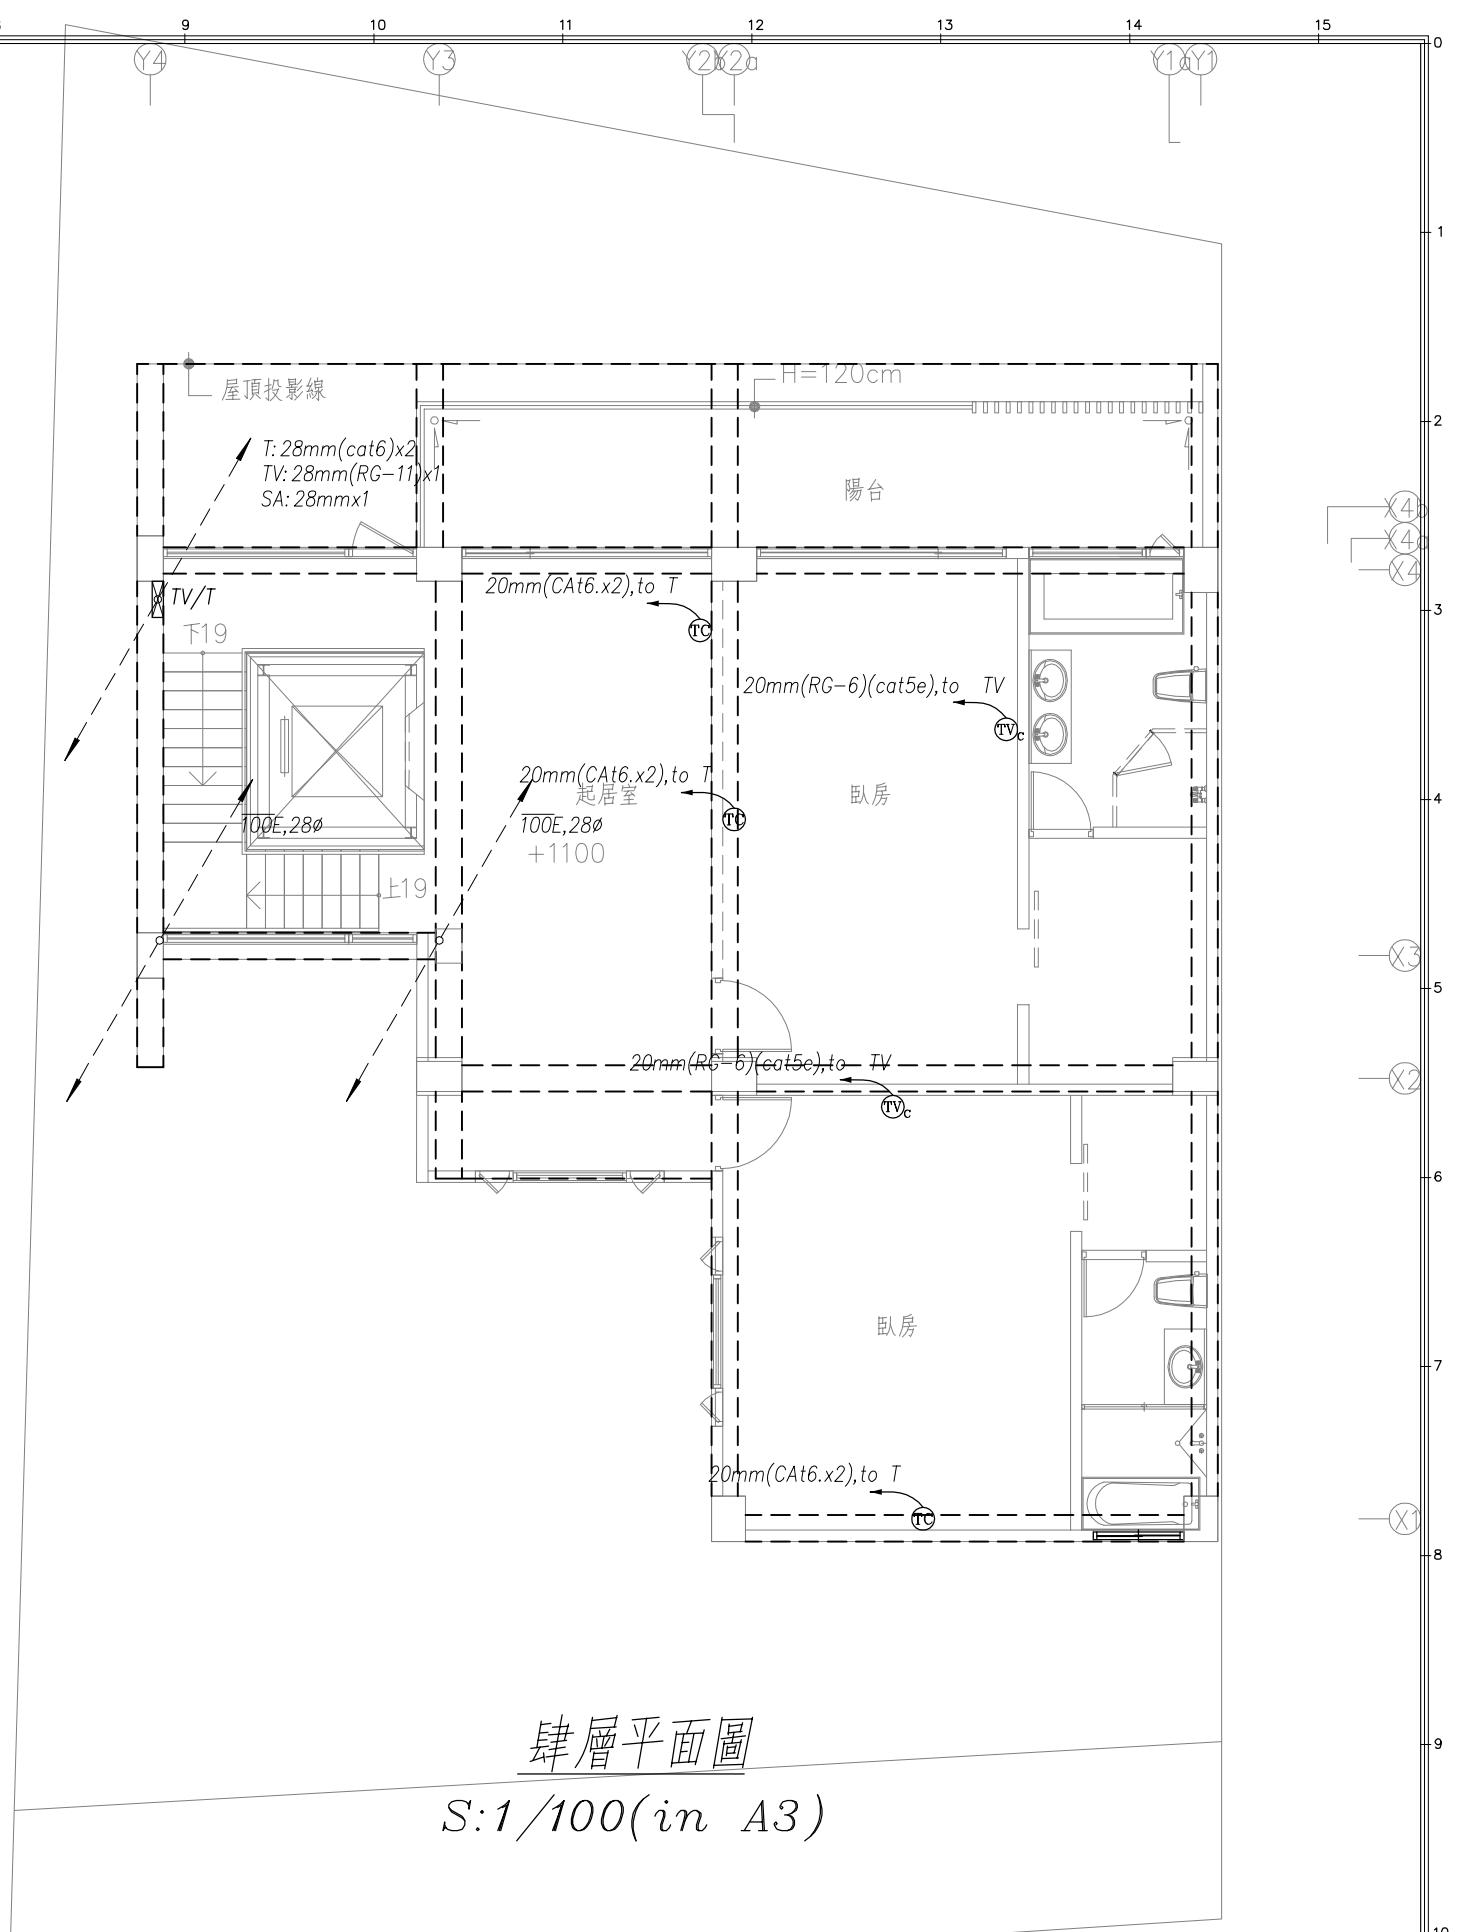 9 10 11 12 13 14 15
Y4 Y3 Y2b Y2a Y1a Y1
0
1
H=120cm
屋頂投影線
2
T:28mm(cat6)x2
TV:28mm(RG-11)x1
SA:28mmx1
陽台
X4b
X4a
X4
20mm(CAt6.x2),to T
TV/T
3
TC
下19
20mm(RG-6)(cat5e),to TV
TVc
20mm(CAt6.x2),to T
起居室
臥房
4
TC
100E,28ø
100E,28ø
+1100
上19
X3
5
20mm(RG-6)(cat5e),to TV
X2
TVc
6
臥房
7
20mm(CAt6.x2),to T
TC
X1
8
肆層平面圖
9
S:1/100(in A3)
10